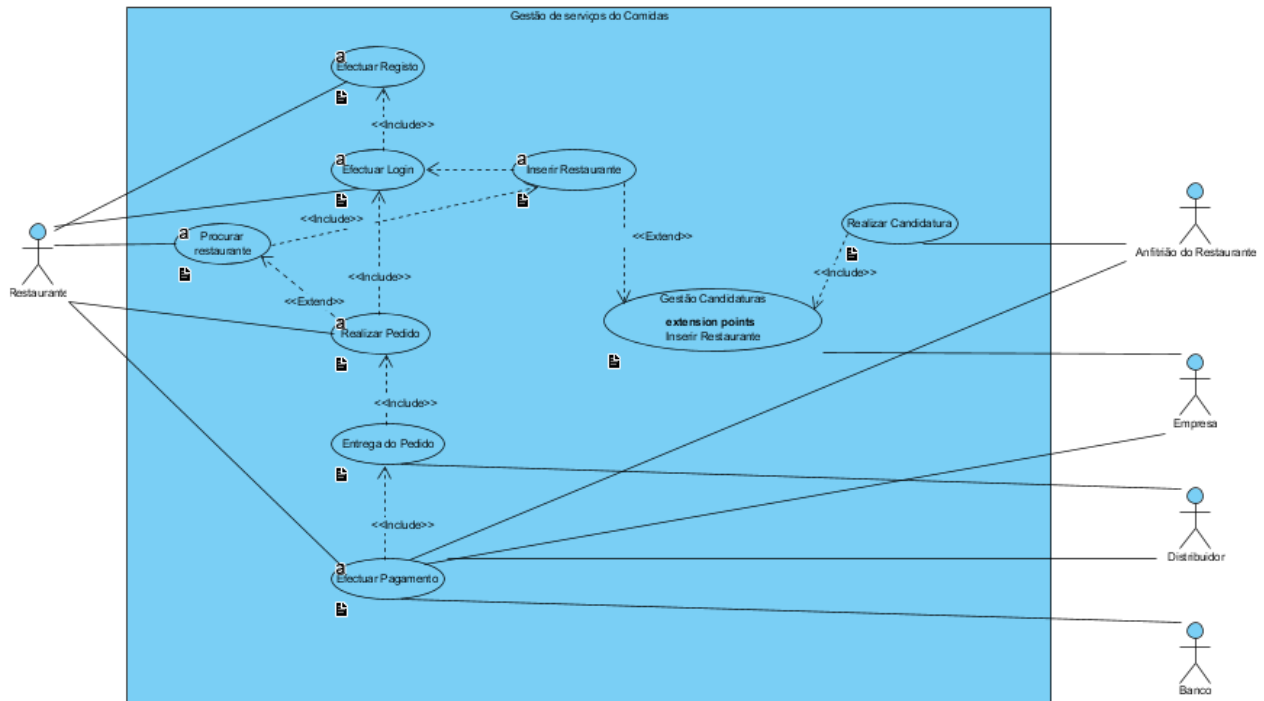 Gestão de serviços do Comidas
a
Efectuar Registo
<<Include>>
a
Efectuar Login
a
Inserir Restaurante
<<Include>>
a
Procurar
restaurante
<<Extend>>
Realizar Candidatura
<<Include>>
Anfitrião do Restaurante
<<Include>>
Restaurante
<<Extend>>
Gestão Candidaturas
extension points
Inserir Restaurante
a
Realizar Pedido
<<Include>>
Empresa
Entrega do Pedido
<<Include>>
Distribuidor
a
Efectuar Pagamento
Banco